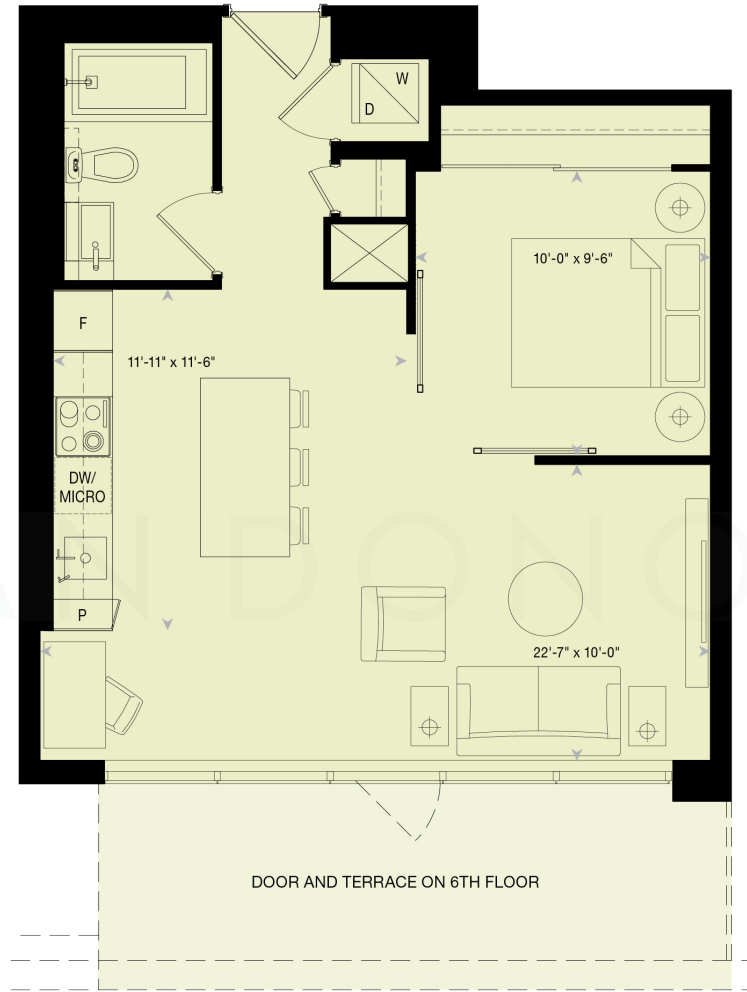 W
D
10'-0" x 9'-6"
F
11'-11" x 11'-6"
DW/
MICRO
P
22'-7" x 10'-0"
DOOR AND TERRACE ON 6TH FLOOR